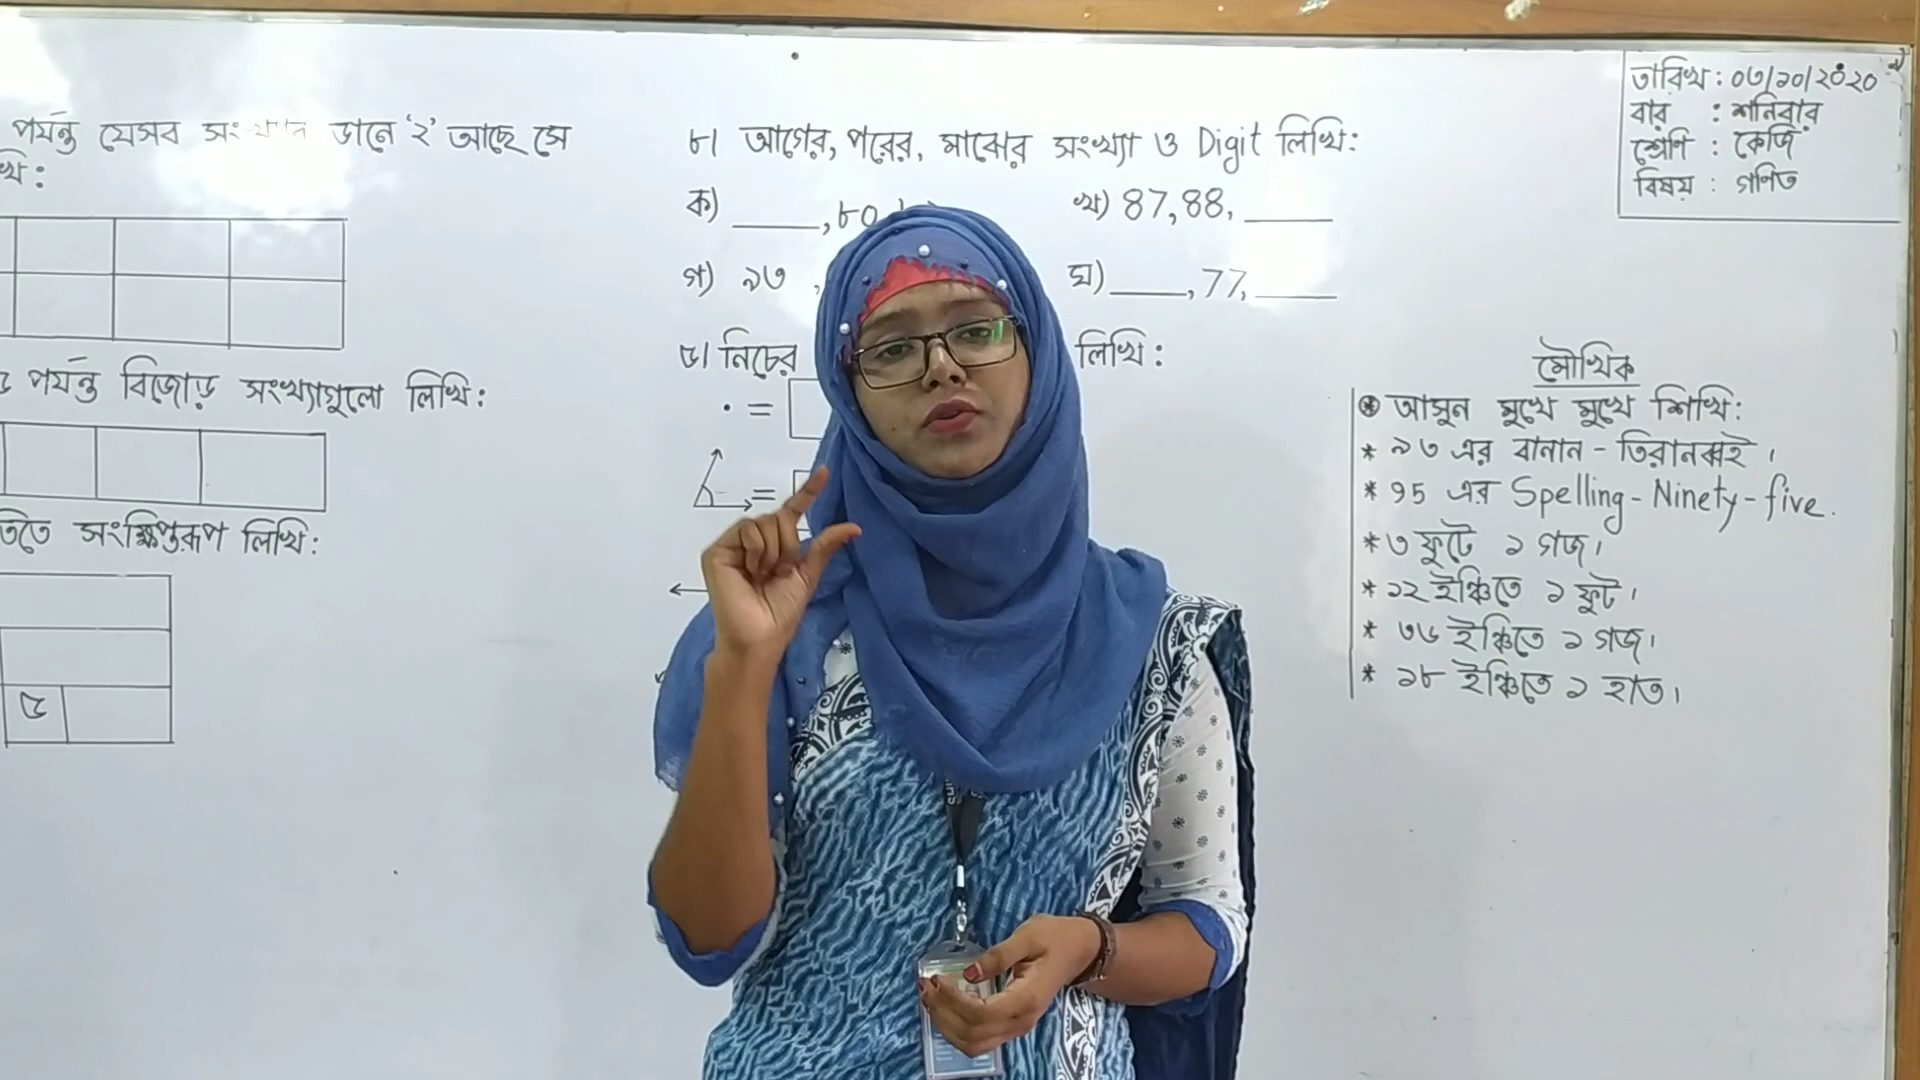 তারিখ : ০৩/১০/২০২০
বার : শনিবার
শ্রেণি : কেজি
বিষয় : গণিত
পর্যন্ত যেসব ডানে '২' আছে সে
খি :
পর্যন্ত বিজোড় সংখ্যাগুলো লিখি :
তিতে সংক্ষিপ্তরূপ লিখি :
৫
৮। আগের, পরের, মাঝের সংখ্যা ও Digit লিখি :
ক) ____, ৮০
খ) 87, 88, ____
গ) ৯৩ ,
ঘ) ____, 77, ____
৫। নিচের লিখি :
. =
=
মৌখিক
আসুন মুখে মুখে শিখি :
* ৯৩ এর বানান - তিরানব্বই ।
* 95 এর Spelling - Ninety - five.
* ৩ ফুটে ১ গজ।
* ১২ ইঞ্চিতে ১ ফুট।
* ৩৬ ইঞ্চিতে ১ গজ।
* ১৮ ইঞ্চিতে ১ হাত।